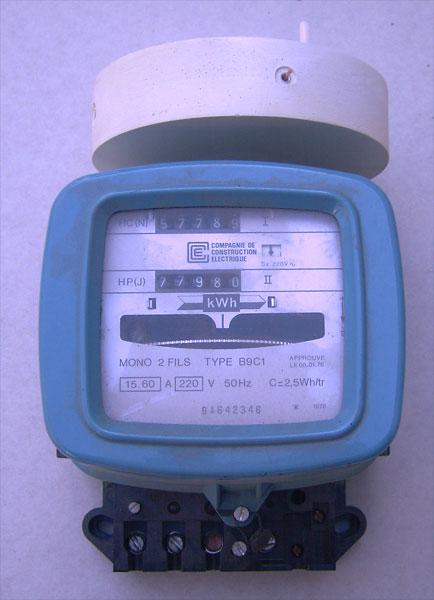 HC(N) 57789 I
COMPAGNIE DE
CONSTRUCTION
ELECTRIQUE
HP(J) 77980 II
kWh
MONO 2 FILS TYPE B9C1
APPROUVE
15.60 A 220 V 50Hz C=2,5Wh/tr